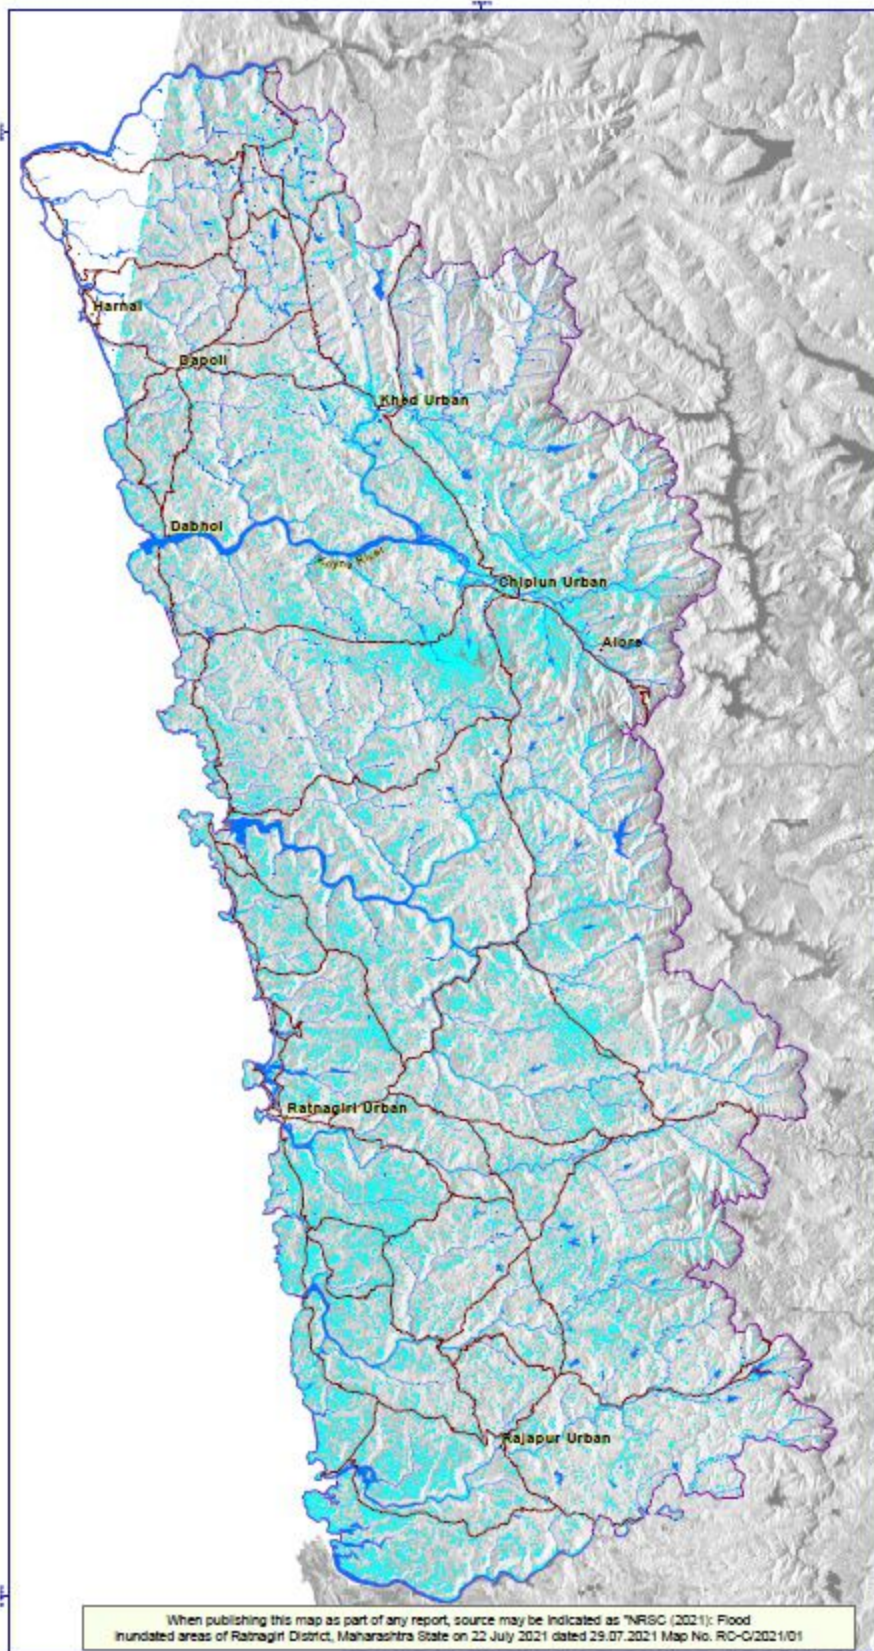 Harnai
Dapoli
Khed Urban
Dabhol
Koyna River
Chiplun Urban
Alore
Ratnagiri Urban
Rajapur Urban
When publishing this map as part of any report, source may be indicated as "NRSC (2021): Flood
Inundated areas of Ratnagiri District, Maharashtra State on 22 July 2021 dated 29.07.2021 Map No. RC-C/2021/01